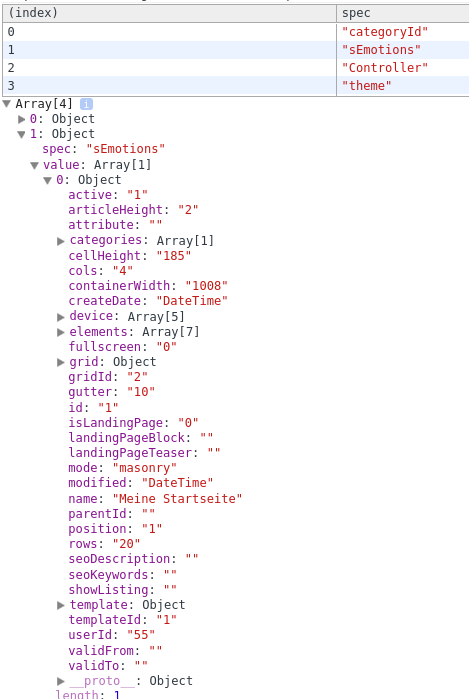 (index) spec
0 "categoryId"
1 "sEmotions"
2 "Controller"
3 "theme"
Array[4] i
0: Object
1: Object
spec: "sEmotions"
value: Array[1]
0: Object
active: "1"
articleHeight: "2"
attribute: ""
categories: Array[1]
cellHeight: "185"
cols: "4"
containerWidth: "1008"
createDate: "DateTime"
device: Array[5]
elements: Array[7]
fullscreen: "0"
grid: Object
gridId: "2"
gutter: "10"
id: "1"
isLandingPage: "0"
landingPageBlock: ""
landingPageTeaser: ""
mode: "masonry"
modified: "DateTime"
name: "Meine Startseite"
parentId: ""
position: "1"
rows: "20"
seoDescription: ""
seoKeywords: ""
showListing: ""
template: Object
templateId: "1"
userId: "55"
validFrom: ""
validTo: ""
__proto__: Object
length: 1